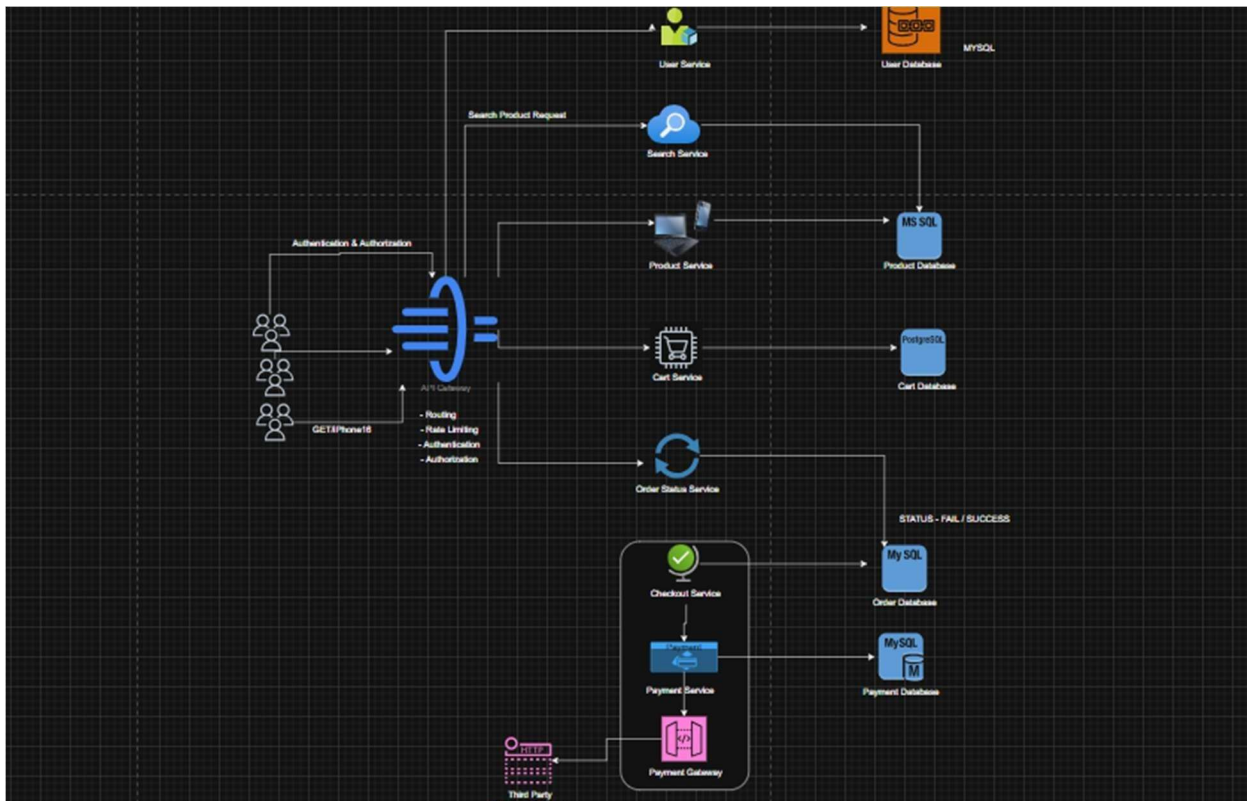 User Service
User Database
MYSQL
Search Product Request
Search Service
MS SQL
Product Service
Product Database
Authentication & Authorization
PostgreSQL
Cart Service
Cart Database
API Gateway
GET/iPhone16
- Routing
- Rate Limiting
- Authentication
- Authorization
Order Status Service
STATUS - FAIL / SUCCESS
My SQL
Checkout Service
Order Database
Payment
MySQL
M
Payment Service
Payment Database
HTTP
</>
Payment Gateway
Third Party